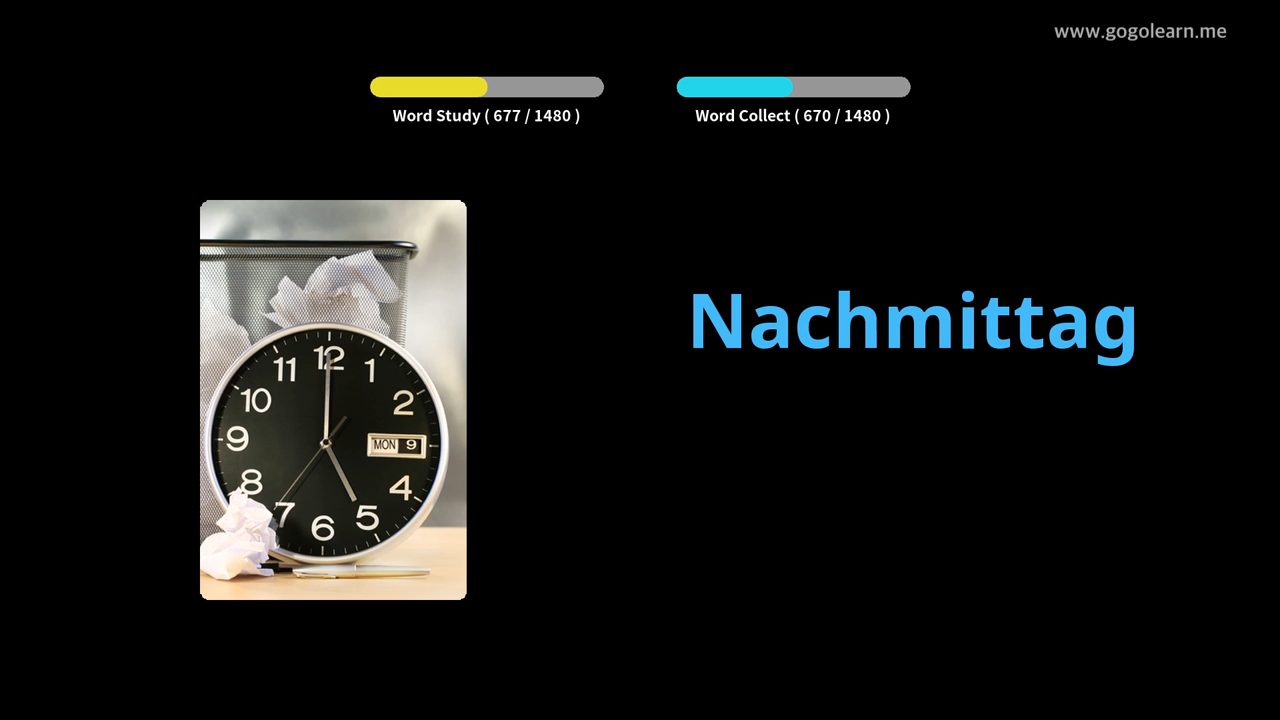 www.gogolearn.me
Word Study ( 677 / 1480 )
Word Collect ( 670 / 1480 )
Nachmittag
12
11
1
10
2
9
MON 9
8
4
7
5
6